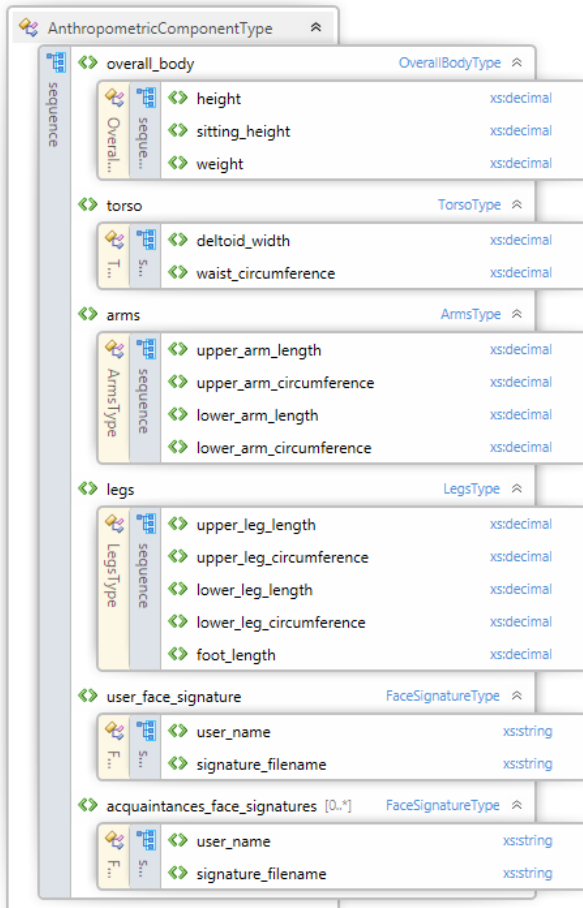 AnthropometricComponentType
sequence
overall_body OverallBodyType
Overal...
seque...
height xs:decimal
sitting_height xs:decimal
weight xs:decimal
torso TorsoType
T...
s...
deltoid_width xs:decimal
waist_circumference xs:decimal
arms ArmsType
ArmsType
sequence
upper_arm_length xs:decimal
upper_arm_circumference xs:decimal
lower_arm_length xs:decimal
lower_arm_circumference xs:decimal
legs LegsType
LegsType
sequence
upper_leg_length xs:decimal
upper_leg_circumference xs:decimal
lower_leg_length xs:decimal
lower_leg_circumference xs:decimal
foot_length xs:decimal
user_face_signature FaceSignatureType
F...
s...
user_name xs:string
signature_filename xs:string
acquaintances_face_signatures [0..*] FaceSignatureType
F...
s...
user_name xs:string
signature_filename xs:string